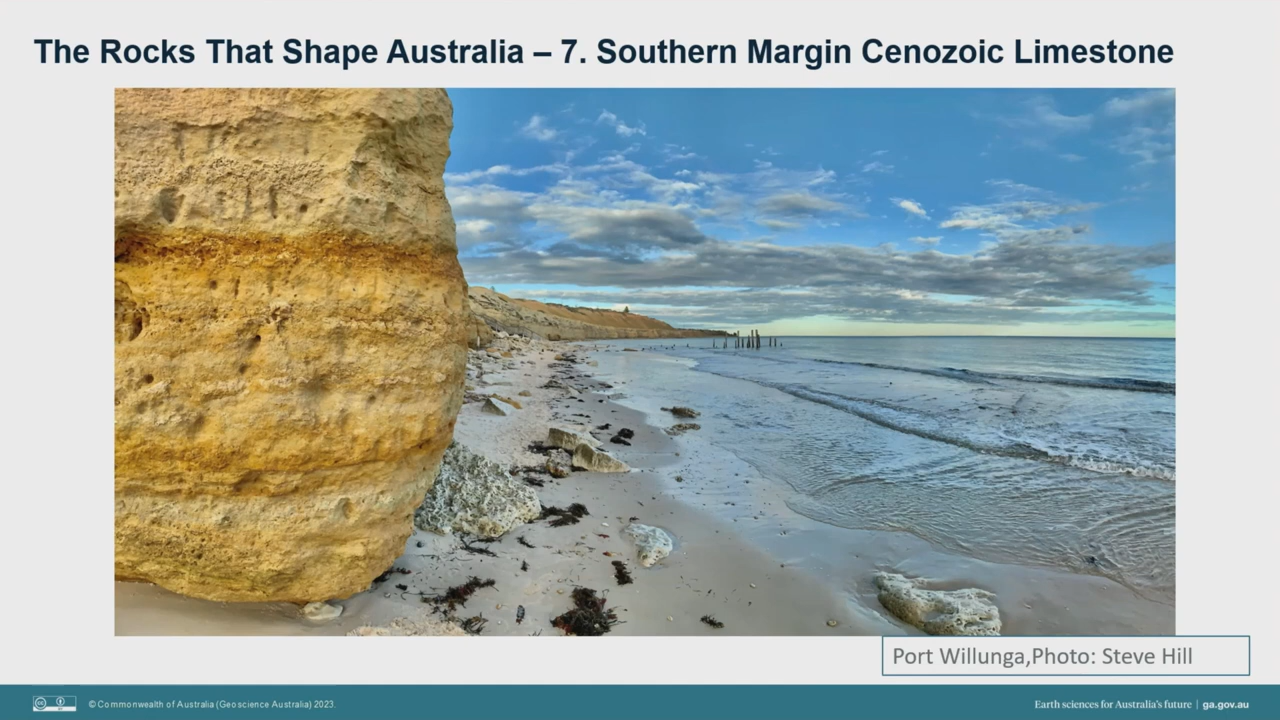 The Rocks That Shape Australia – 7. Southern Margin Cenozoic Limestone
Port Willunga,Photo: Steve Hill
© Commonwealth of Australia (Geoscience Australia) 2023.
Earth sciences for Australia's future | ga.gov.au